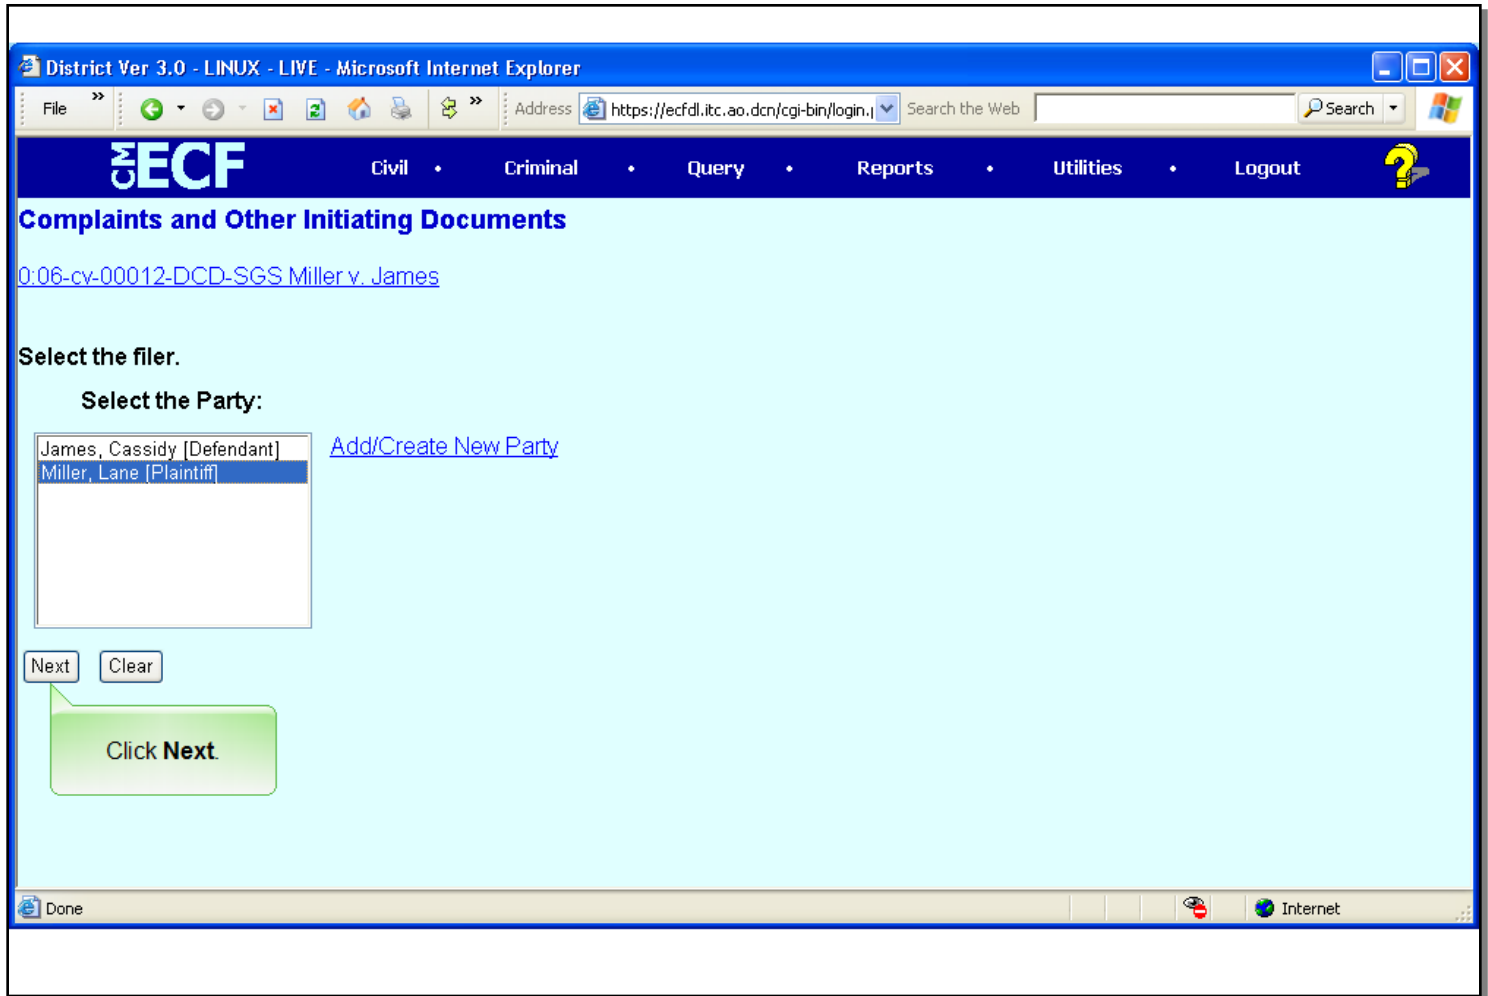 District Ver 3.0 - LINUX - LIVE - Microsoft Internet Explorer
File » » Address https://ecfdl.itc.ao.dcn/cgi-bin/login. Search the Web Search
CM ECF Civil • Criminal • Query • Reports • Utilities • Logout ?
Complaints and Other Initiating Documents
0:06-cv-00012-DCD-SGS Miller v. James
Select the filer.
Select the Party:
James, Cassidy [Defendant] Add/Create New Party
Miller, Lane [Plaintiff]
Next Clear
Click Next.
Done Internet